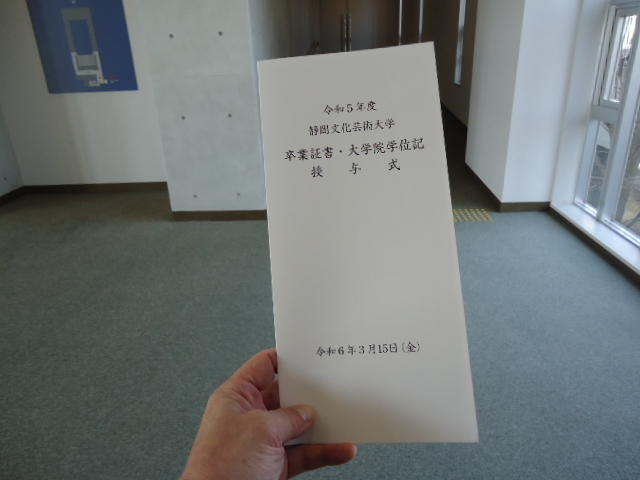 令和5年度
静岡文化芸術大学
卒業証書・大学院学位記
授与式
令和6年3月15日(金)